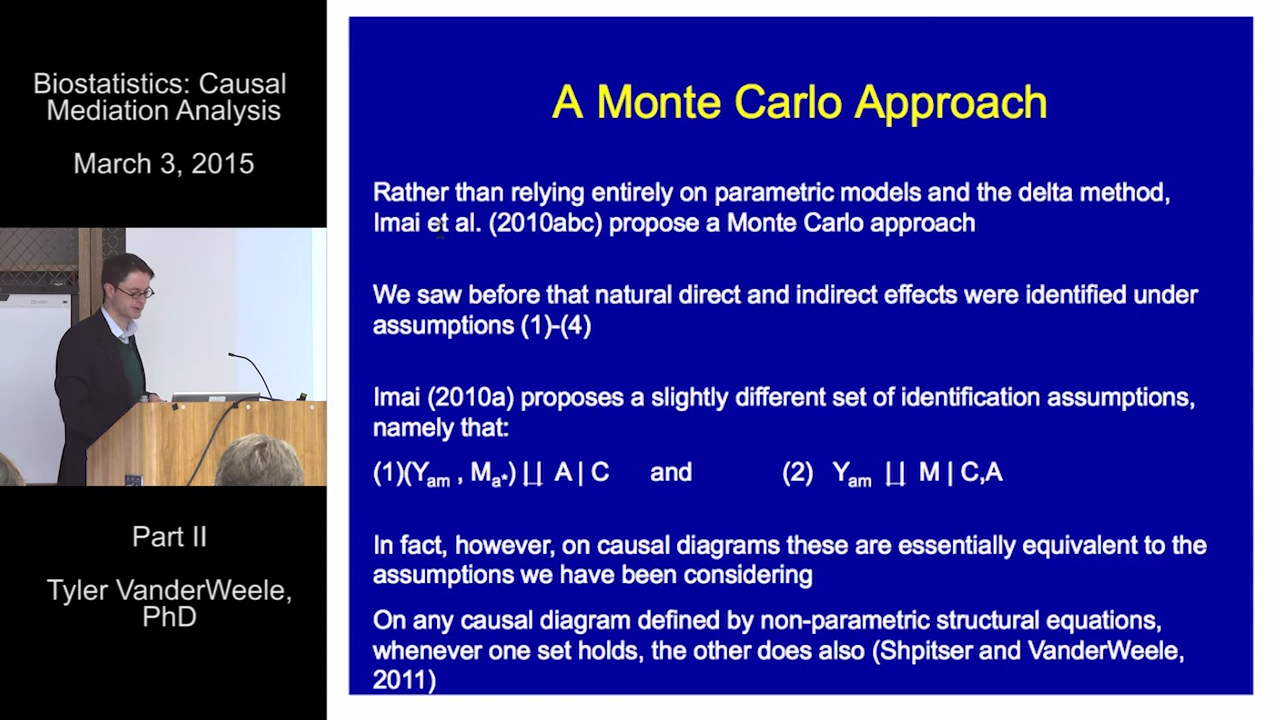 Biostatistics: Causal
Mediation Analysis
March 3, 2015
Part II
Tyler VanderWeele,
PhD
A Monte Carlo Approach
Rather than relying entirely on parametric models and the delta method,
Imai et al. (2010abc) propose a Monte Carlo approach
We saw before that natural direct and indirect effects were identified under
assumptions (1)-(4)
Imai (2010a) proposes a slightly different set of identification assumptions,
namely that:
(1)(Yam , Ma*) ∐ A | C and (2) Yam ∐ M | C,A
In fact, however, on causal diagrams these are essentially equivalent to the
assumptions we have been considering
On any causal diagram defined by non-parametric structural equations,
whenever one set holds, the other does also (Shpitser and VanderWeele,
2011)